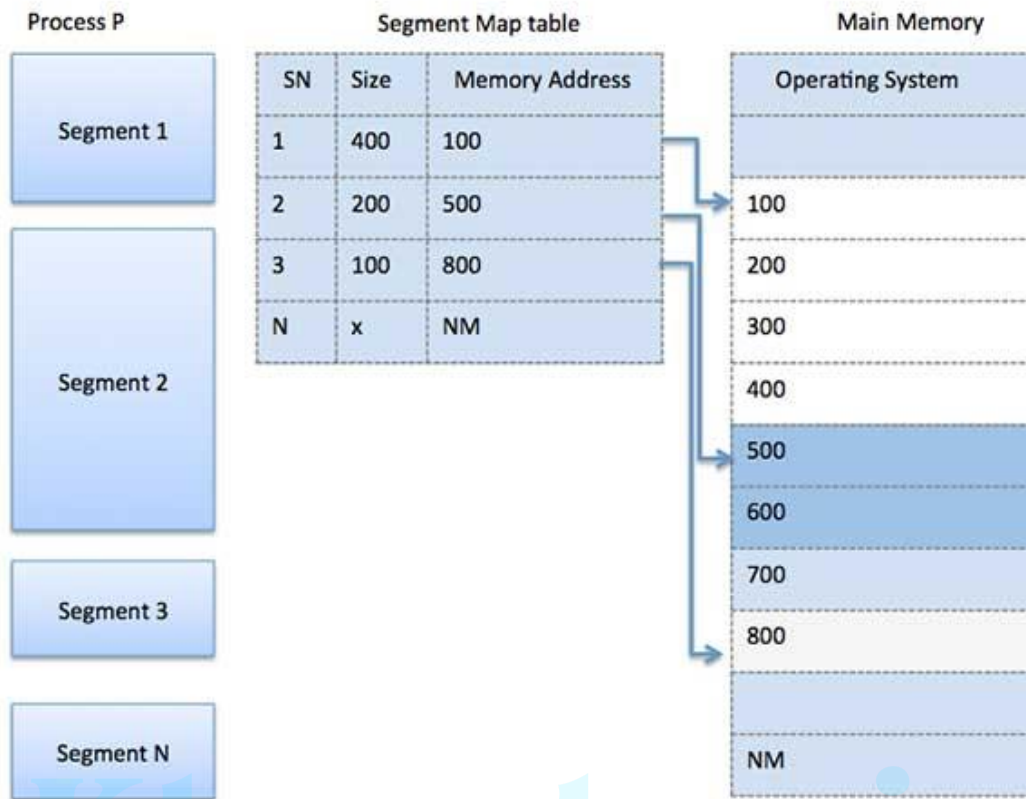 Process P
Segment Map table
Main Memory
Segment 1
Segment 2
Segment 3
Segment N
SN Size Memory Address
1 400 100
2 200 500
3 100 800
N x NM
Operating System
100
200
300
400
500
600
700
800
NM